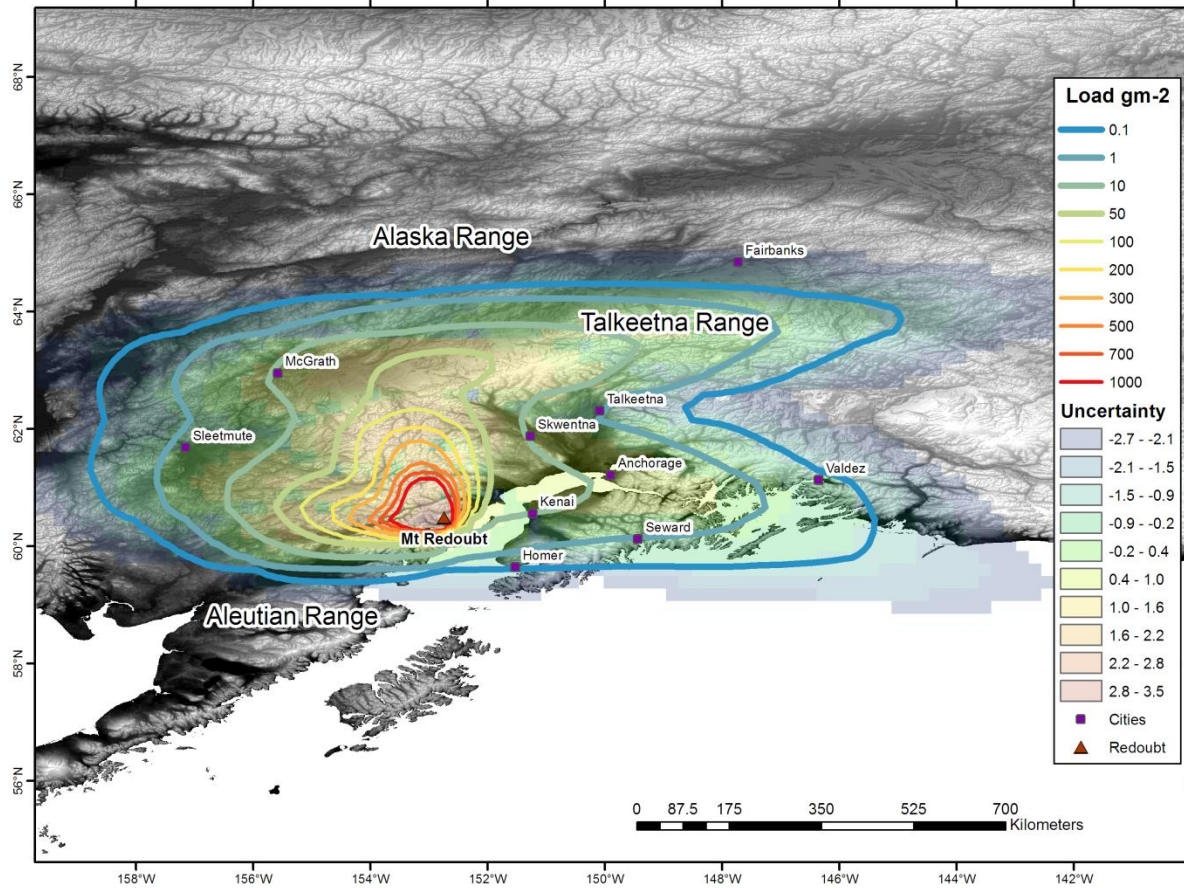 68°N
66°N
64°N
62°N
60°N
58°N
56°N
Alaska Range
Fairbanks
Talkeetna Range
McGrath
Talkeetna
Skwentna
Sleetmute
Anchorage
Valdez
Kenai
Mt Redoubt
Seward
Homer
Aleutian Range
Load gm-2
0.1
1
10
50
100
200
300
500
700
1000
Uncertainty
-2.7 - -2.1
-2.1 - -1.5
-1.5 - -0.9
-0.9 - -0.2
-0.2 - 0.4
0.4 - 1.0
1.0 - 1.6
1.6 - 2.2
2.2 - 2.8
2.8 - 3.5
Cities
Redoubt
0 87.5 175 350 525 700
Kilometers
158°W 156°W 154°W 152°W 150°W 148°W 146°W 144°W 142°W